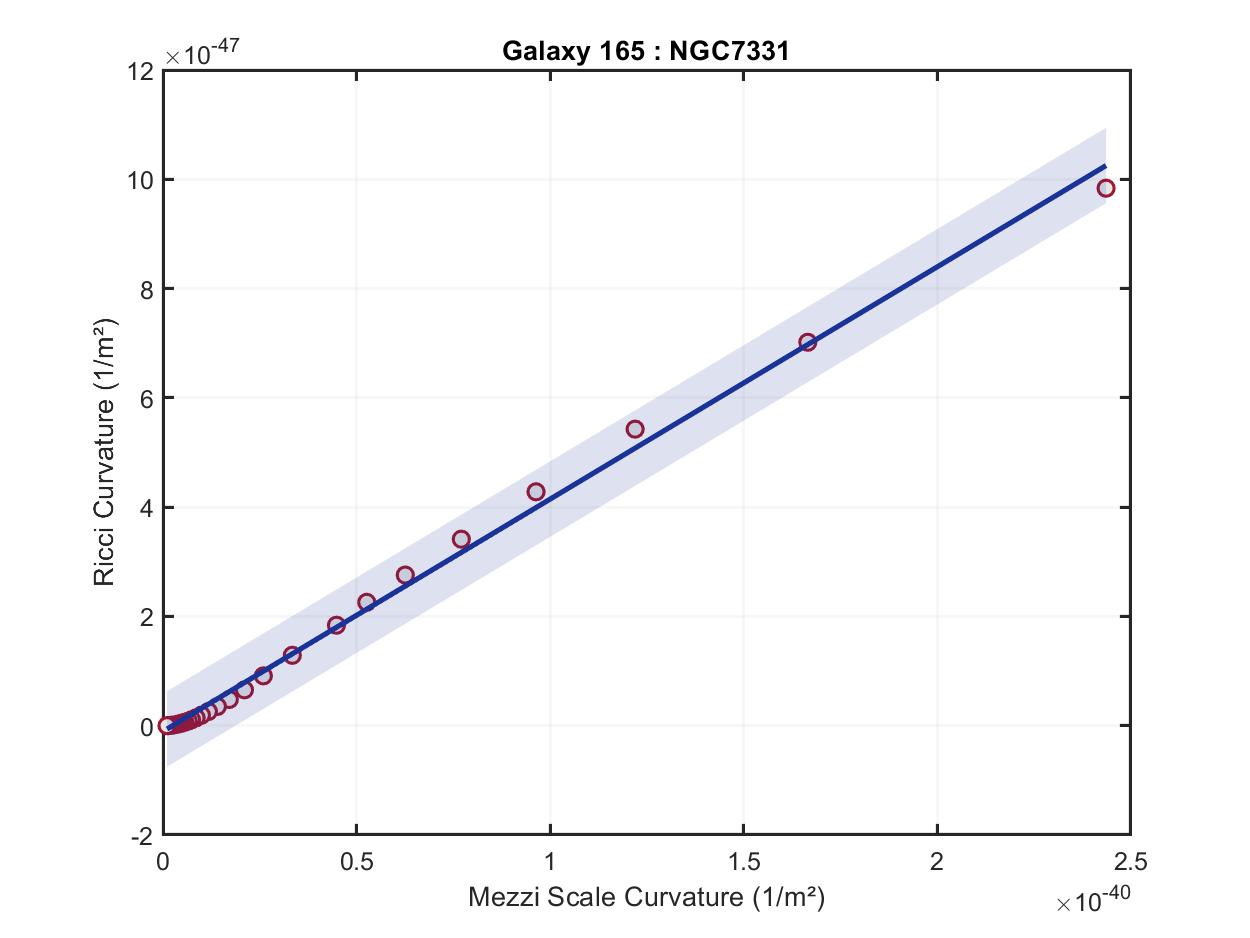 Galaxy 165 : NGC7331
×10⁻⁴⁷
12
10
8
6
4
2
0
-2
Ricci Curvature (1/m²)
0 0.5 1 1.5 2 2.5
Mezzi Scale Curvature (1/m²)
×10⁻⁴⁰